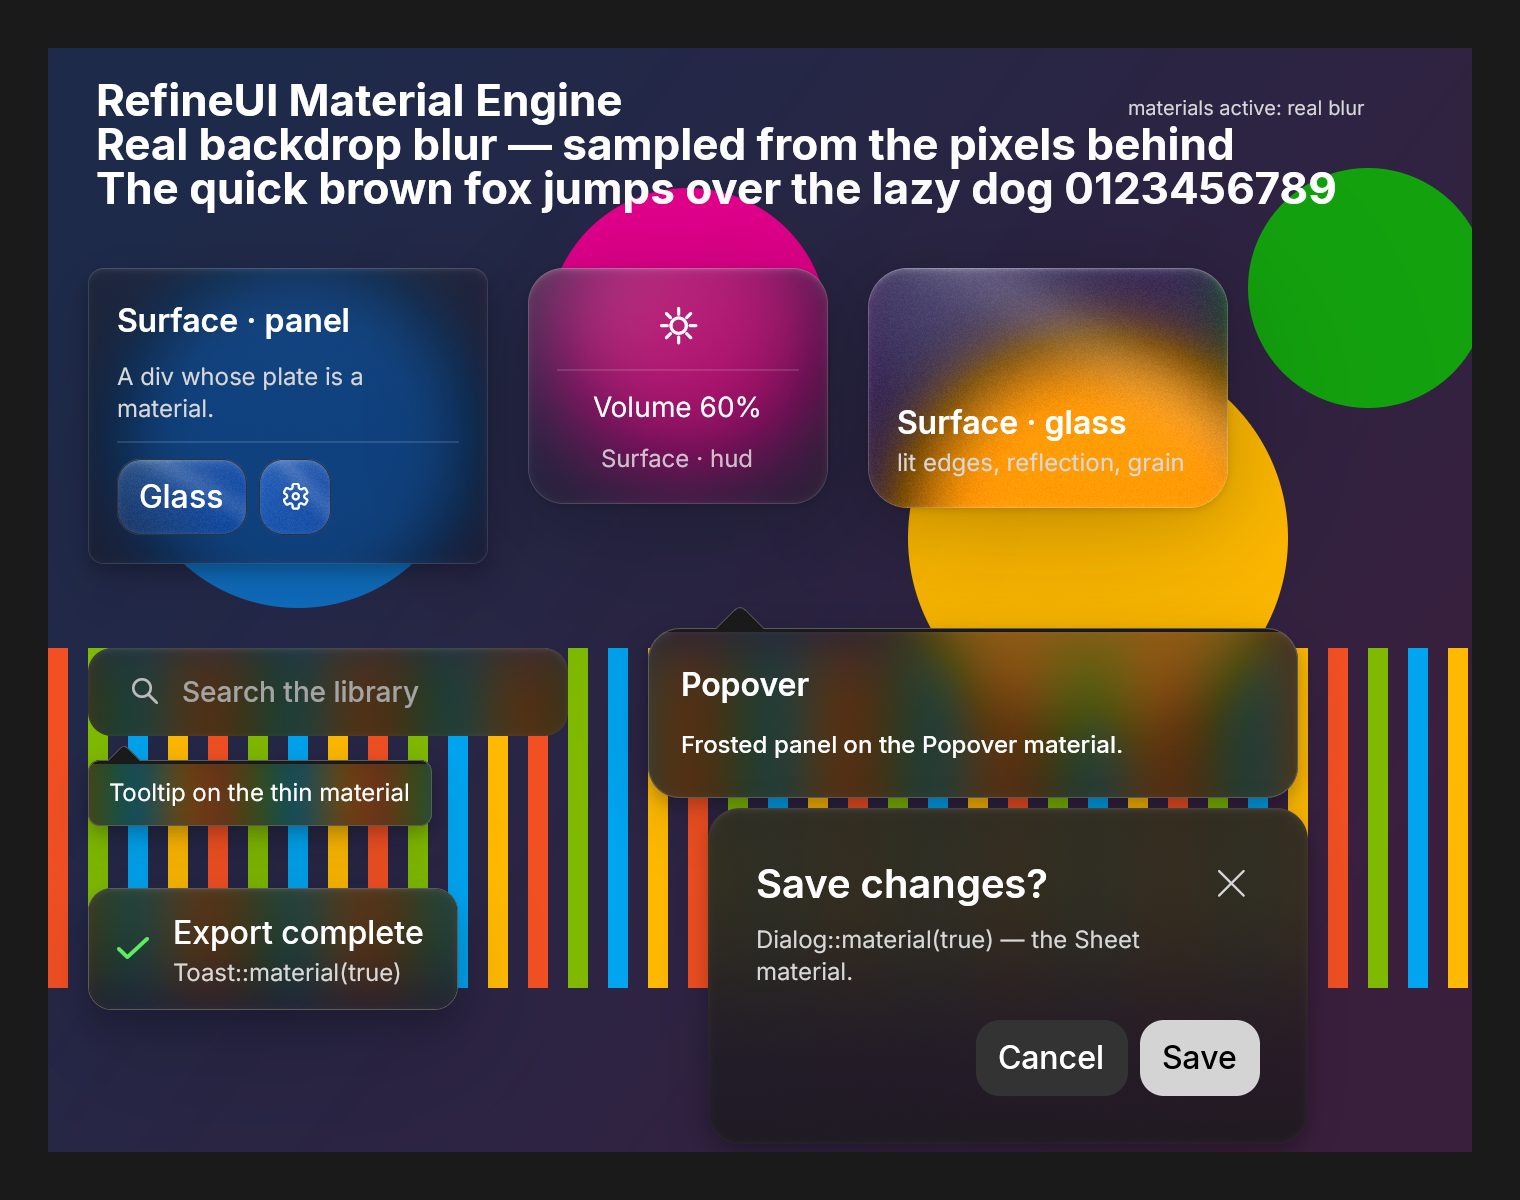 RefineUI Material Engine
materials active: real blur
Real backdrop blur — sampled from the pixels behind
The quick brown fox jumps over the lazy dog 0123456789
Surface · panel
A div whose plate is a
material.
Glass
Volume 60%
Surface · hud
Surface · glass
lit edges, reflection, grain
Search the library
Tooltip on the thin material
Export complete
Toast::material(true)
Popover
Frosted panel on the Popover material.
Save changes?
Dialog::material(true) — the Sheet
material.
Cancel
Save